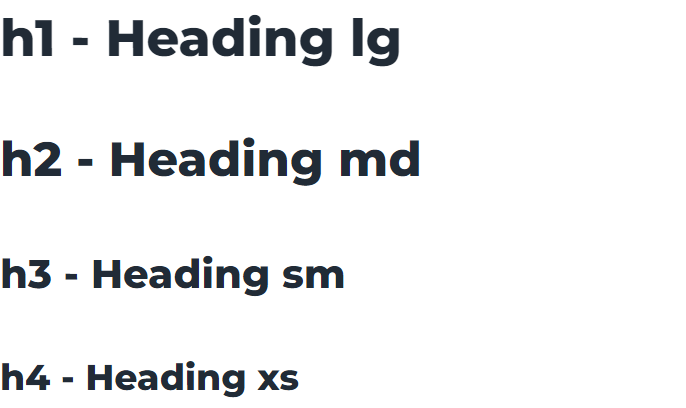 h1 - Heading lg
h2 - Heading md
h3 - Heading sm
h4 - Heading xs